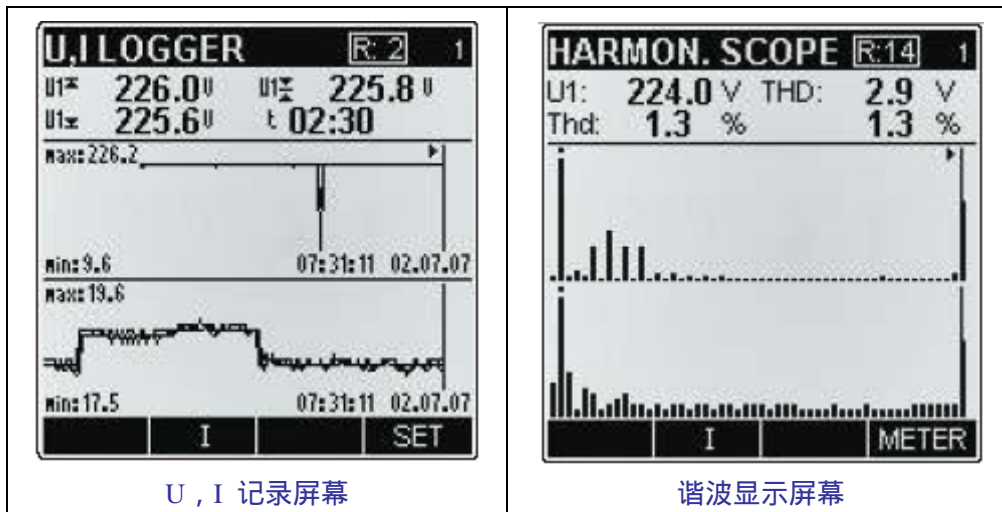 U,I LOGGER R: 2 1
U1 226.0 U U1 225.8 U
U1 225.6 U t 02:30
max:226.2
min:9.6 07:31:11 02.07.07
max:19.6
min:17.5 07:31:11 02.07.07
I SET
U , I 记录屏幕
HARMON. SCOPE R:14 1
U1: 224.0 V THD: 2.9 V
Thd: 1.3 % 1.3 %
I METER
谐波显示屏幕